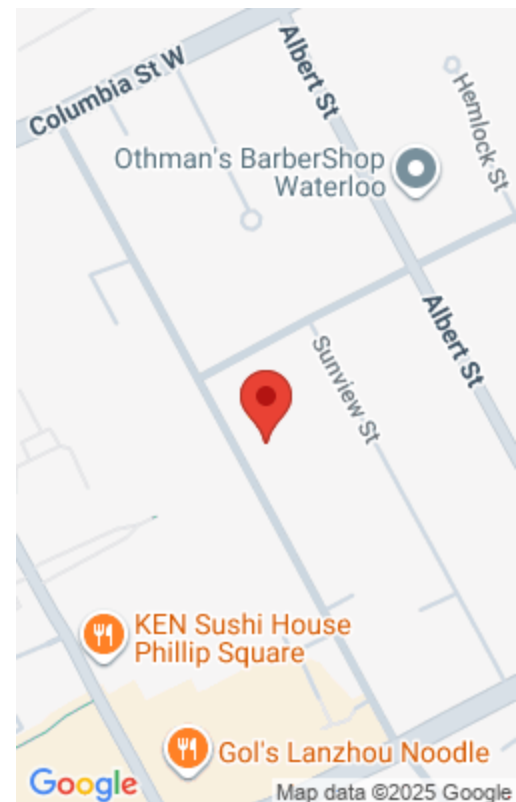 Columbia St W
Albert St
Hemlock St
Othman's BarberShop
Waterloo
Albert St
Sunview St
KEN Sushi House
Phillip Square
Gol's Lanzhou Noodle
Google
Map data ©2025 Google